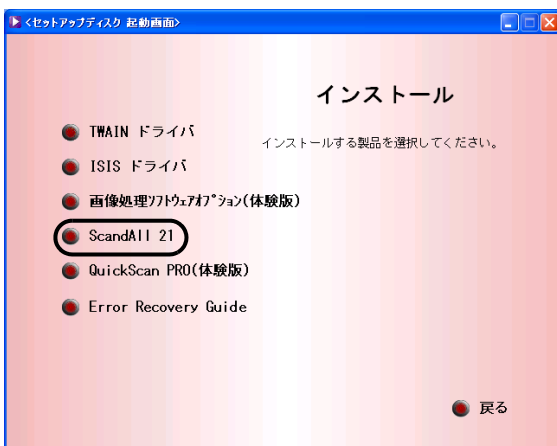 <セットアップディスク 起動画面>
インストール
インストールする製品を選択してください。
TWAIN ドライバ
ISIS ドライバ
画像処理ｿﾌﾄｳｪｱｵﾌﾟｼｮﾝ(体験版)
ScandAll 21
QuickScan PRO(体験版)
Error Recovery Guide
戻る